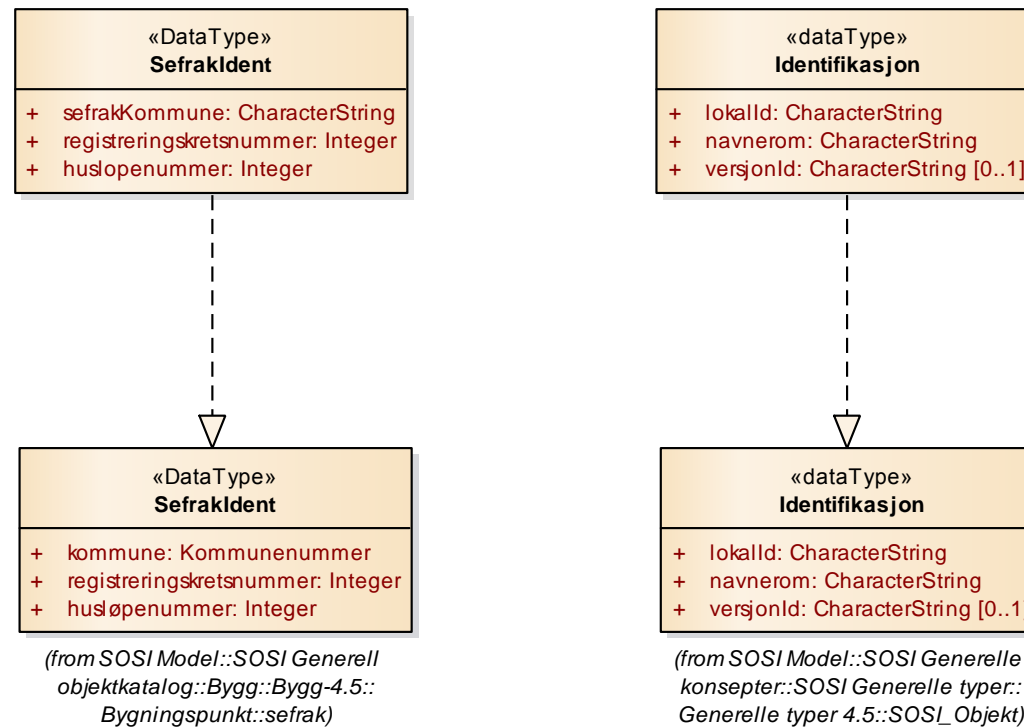 «DataType»
SefrakIdent
+ sefrakKommune: CharacterString
+ registreringskretsnummer: Integer
+ huslopenummer: Integer
«dataType»
Identifikasjon
+ lokalId: CharacterString
+ navnerom: CharacterString
+ versjonId: CharacterString [0..1]
«DataType»
SefrakIdent
+ kommune: Kommunenummer
+ registreringskretsnummer: Integer
+ husløpenummer: Integer
(from SOSI Model::SOSI Generell
objektkatalog::Bygg::Bygg-4.5::
Bygningspunkt::sefrak)
«dataType»
Identifikasjon
+ lokalId: CharacterString
+ navnerom: CharacterString
+ versjonId: CharacterString [0..1]
(from SOSI Model::SOSI Generelle
konsepter::SOSI Generelle typer::
Generelle typer 4.5::SOSI_Objekt)